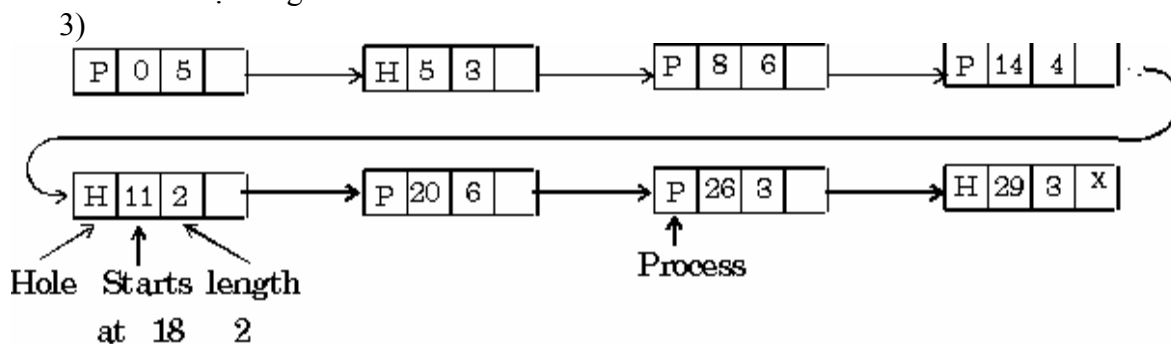 3)
P 0 5 H 5 3 P 8 6 P 14 4
H 11 2 P 20 6 P 26 3 H 29 3 X
Hole Starts length Process
at 18 2